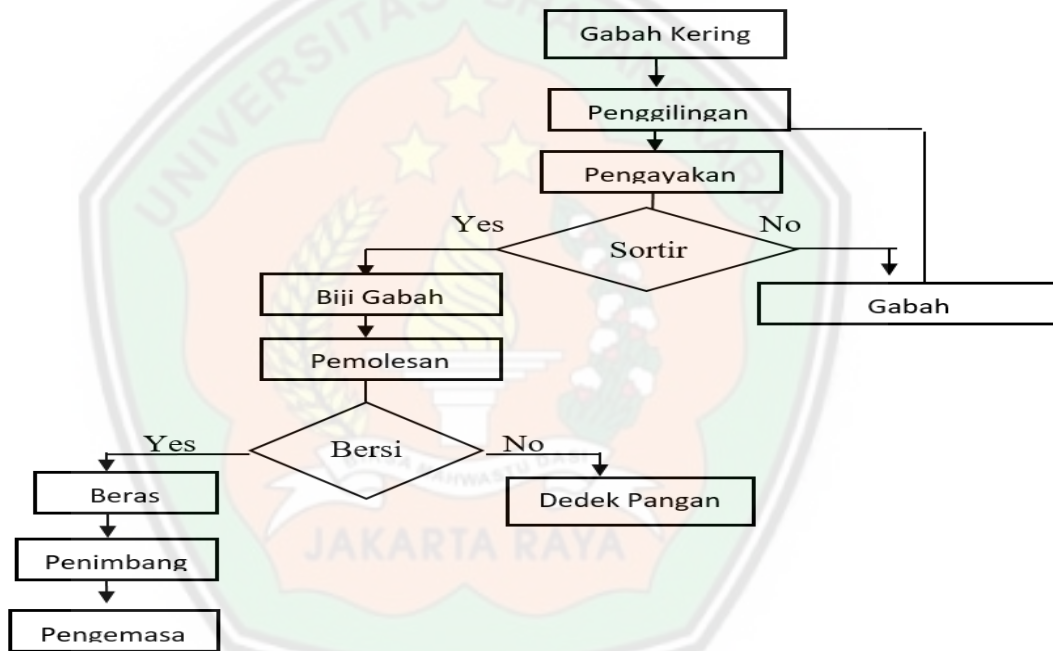 Gabah Kering
Penggilingan
Pengayakan
Yes
No
Sortir
Biji Gabah
Gabah
Pemolesan
Yes
Bersi
No
Beras
Dedek Pangan
Penimbang
Pengemasa
UNIVERSITAS BHAYANGKARA
JAKARTA RAYA